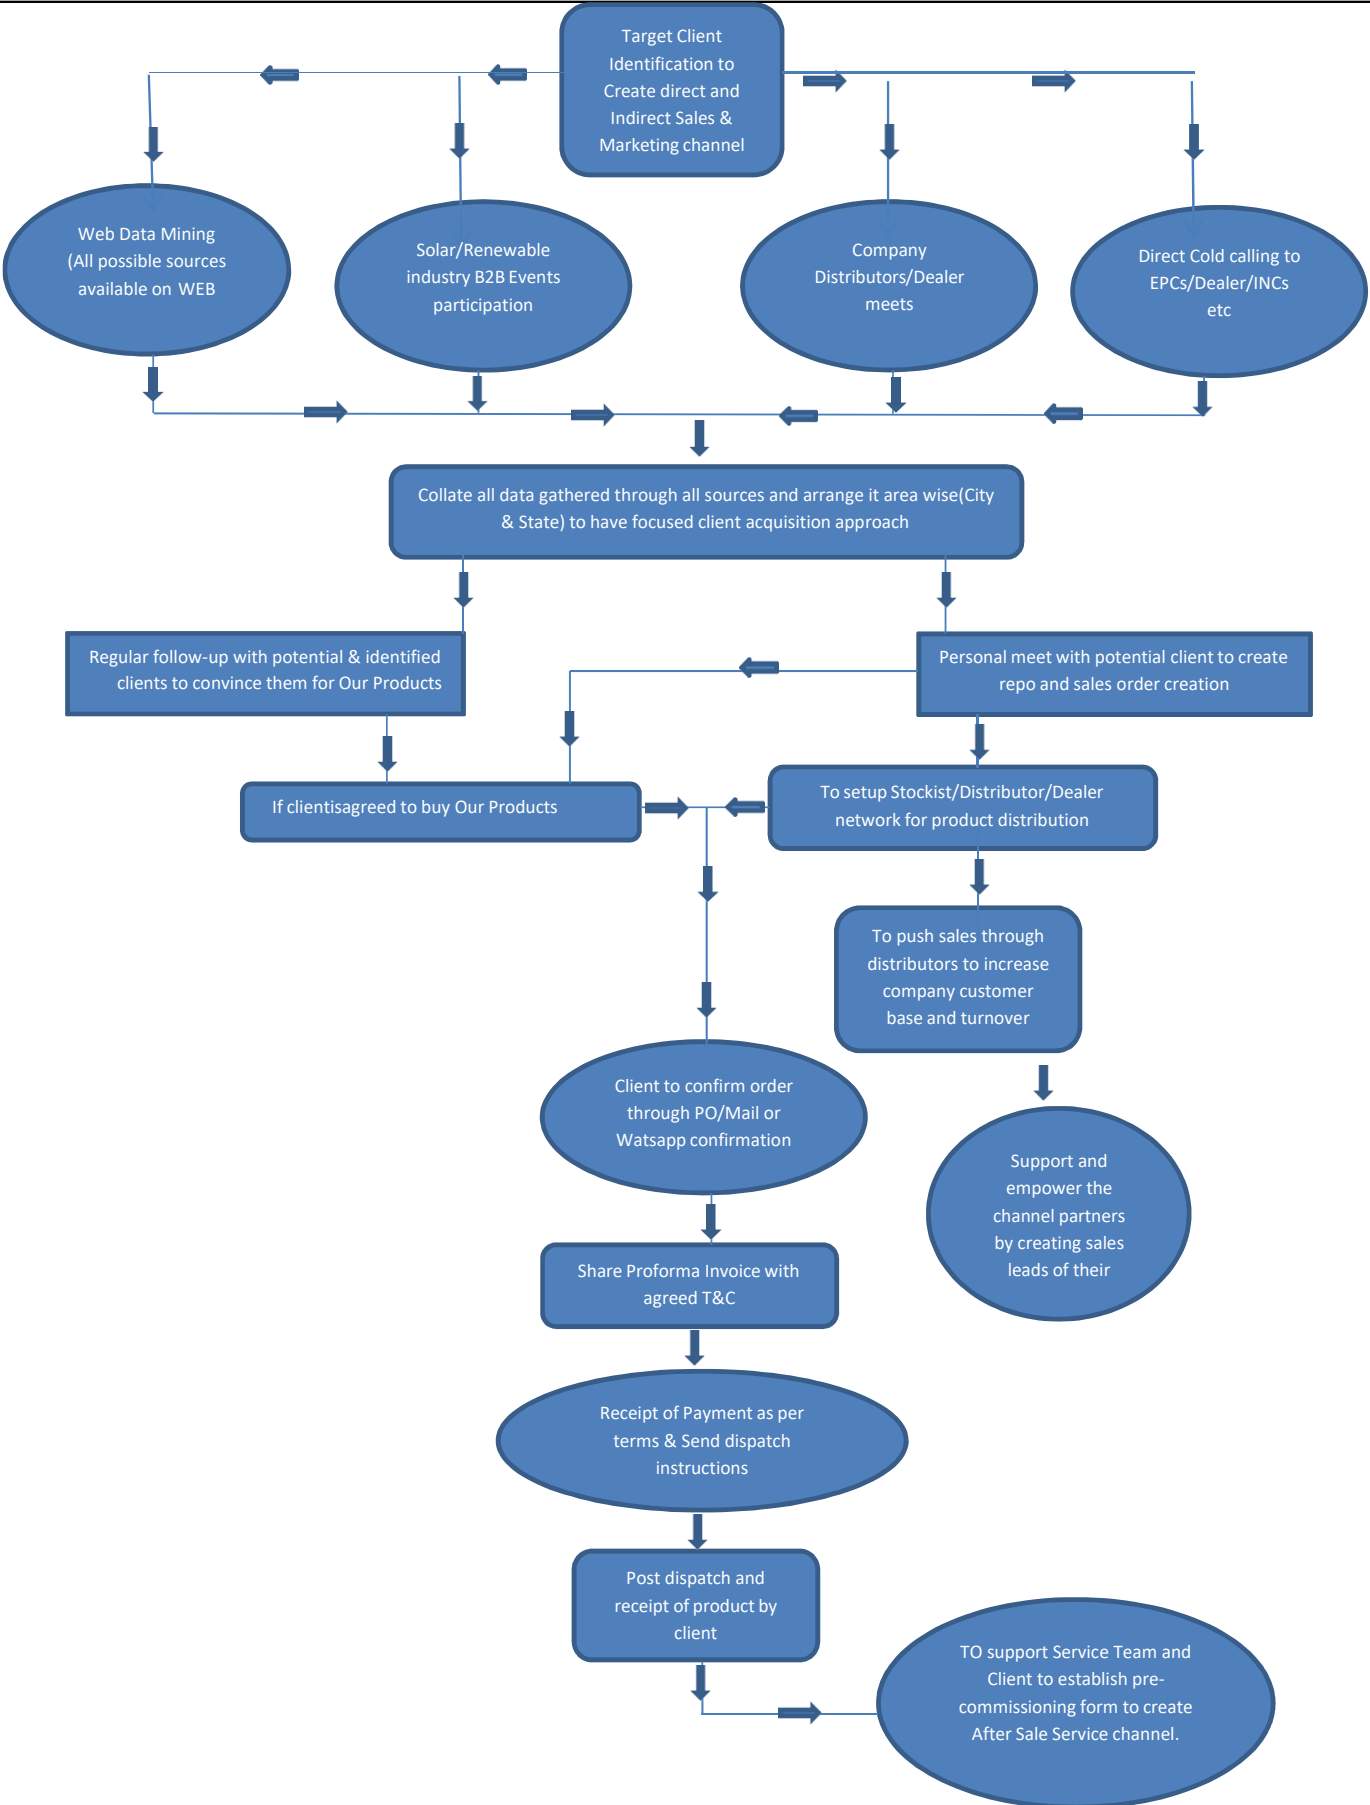 Target Client
Identification to
Create direct and
Indirect Sales &
Marketing channel
Web Data Mining
(All possible sources
available on WEB
Solar/Renewable
industry B2B Events
participation
Company
Distributors/Dealer
meets
Direct Cold calling to
EPCs/Dealer/INCs
etc
Collate all data gathered through all sources and arrange it area wise(City
& State) to have focused client acquisition approach
Regular follow-up with potential & identified
clients to convince them for Our Products
Personal meet with potential client to create
repo and sales order creation
If clientisagreed to buy Our Products
To setup Stockist/Distributor/Dealer
network for product distribution
To push sales through
distributors to increase
company customer
base and turnover
Client to confirm order
through PO/Mail or
Watsapp confirmation
Support and
empower the
channel partners
by creating sales
leads of their
Share Proforma Invoice with
agreed T&C
Receipt of Payment as per
terms & Send dispatch
instructions
Post dispatch and
receipt of product by
client
TO support Service Team and
Client to establish pre-
commissioning form to create
After Sale Service channel.